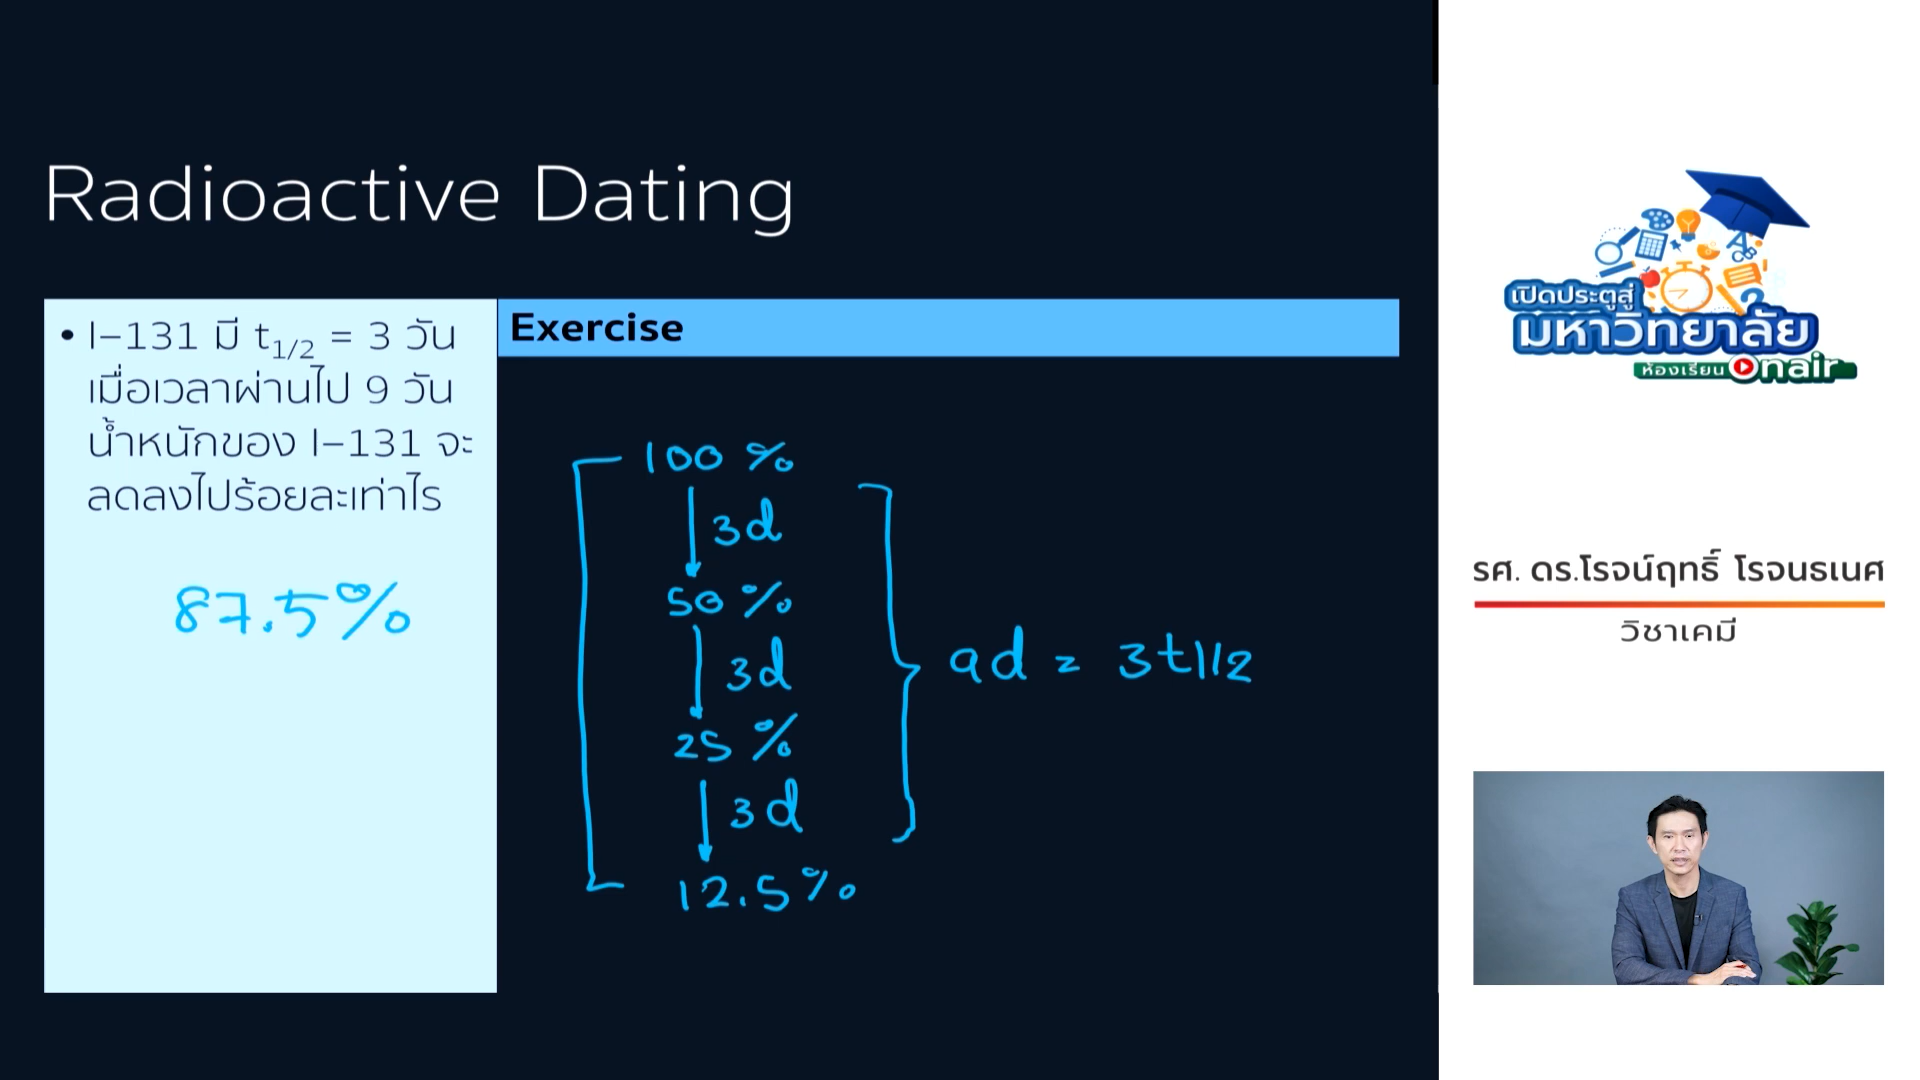 Radioactive Dating
• I–131 มี t1/2 = 3 วัน
เมื่อเวลาผ่านไป 9 วัน
น้ำหนักของ I–131 จะ
ลดลงไปร้อยละเท่าไร
87.5%
Exercise
100 %
3d
50 %
3d
25 %
3d
12.5%
9d = 3t1/2
เปิดประตูสู่
มหาวิทยาลัย
ห้องเรียน Onair
รศ. ดร.โรจน์ฤทธิ์ โรจนธเนศ
วิชาเคมี